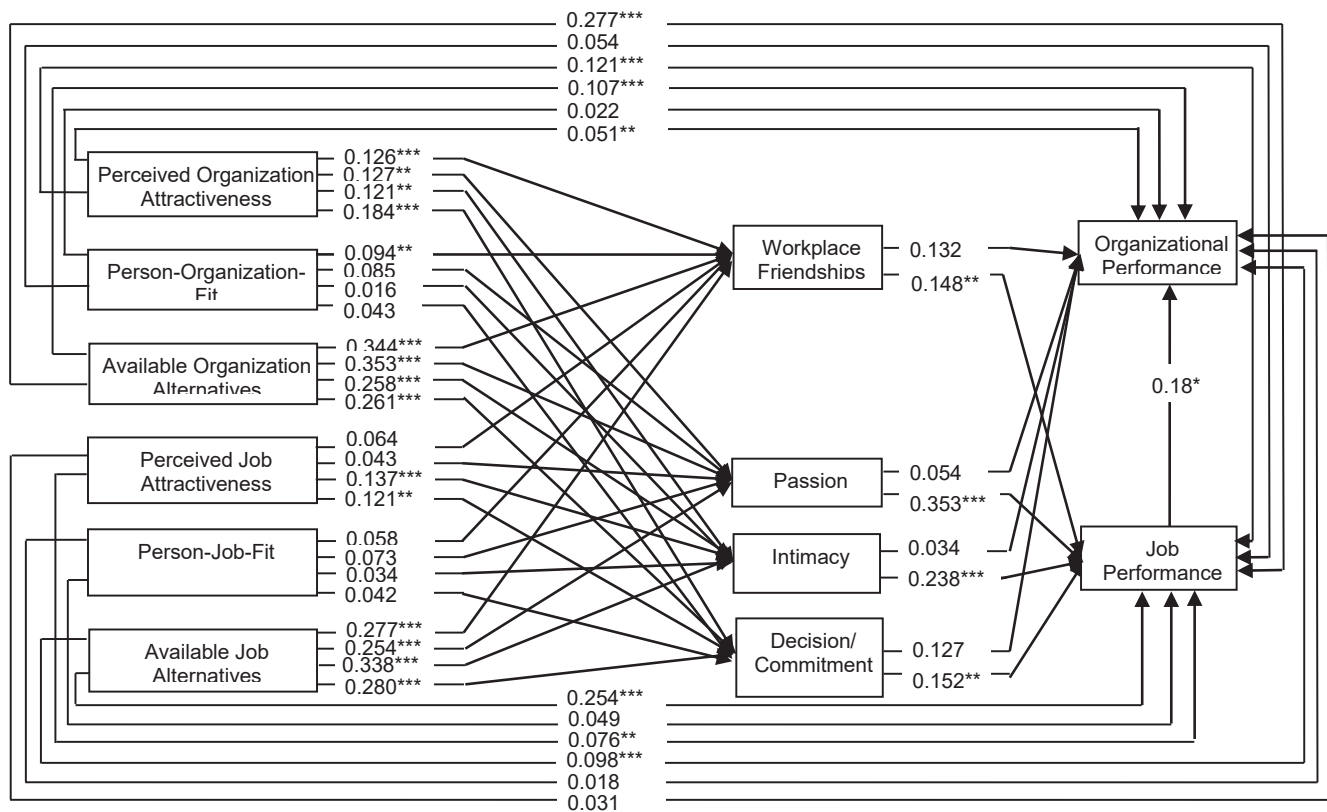 0.277***
0.054
0.121***
0.107***
0.022
0.051**
Perceived Organization
Attractiveness
0.126***
0.127**
0.121**
0.184***
Person-Organization-
Fit
0.094**
0.085
0.016
0.043
Available Organization
Alternatives
0.344***
0.353***
0.258***
0.261***
Perceived Job
Attractiveness
0.064
0.043
0.137***
0.121**
Person-Job-Fit
0.058
0.073
0.034
0.042
Available Job
Alternatives
0.277***
0.254***
0.338***
0.280***
Workplace
Friendships
0.132
0.148**
Passion
0.054
0.353***
Intimacy
0.034
0.238***
Decision/
Commitment
0.127
0.152**
Organizational
Performance
0.18*
Job
Performance
0.254***
0.049
0.076**
0.098***
0.018
0.031